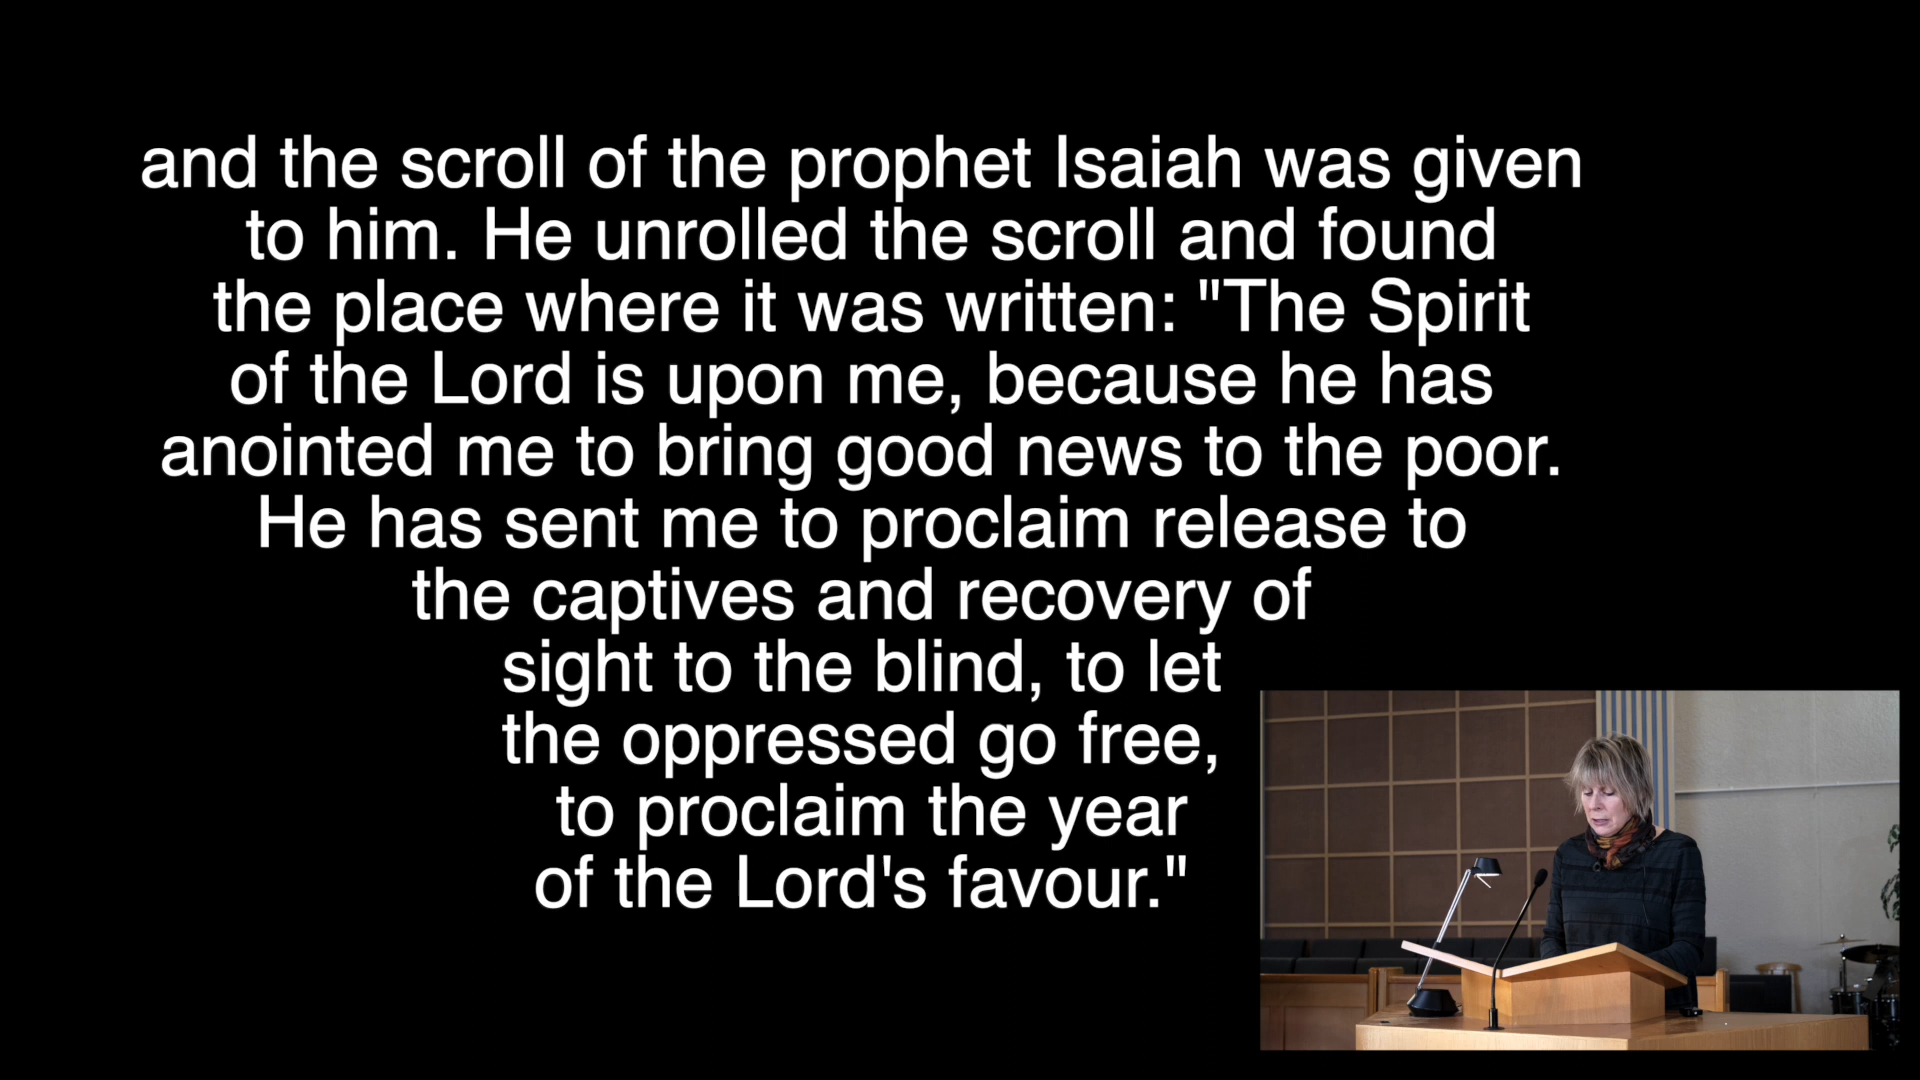 and the scroll of the prophet Isaiah was given
to him. He unrolled the scroll and found
the place where it was written: "The Spirit
of the Lord is upon me, because he has
anointed me to bring good news to the poor.
He has sent me to proclaim release to
the captives and recovery of
sight to the blind, to let
the oppressed go free,
to proclaim the year
of the Lord's favour."